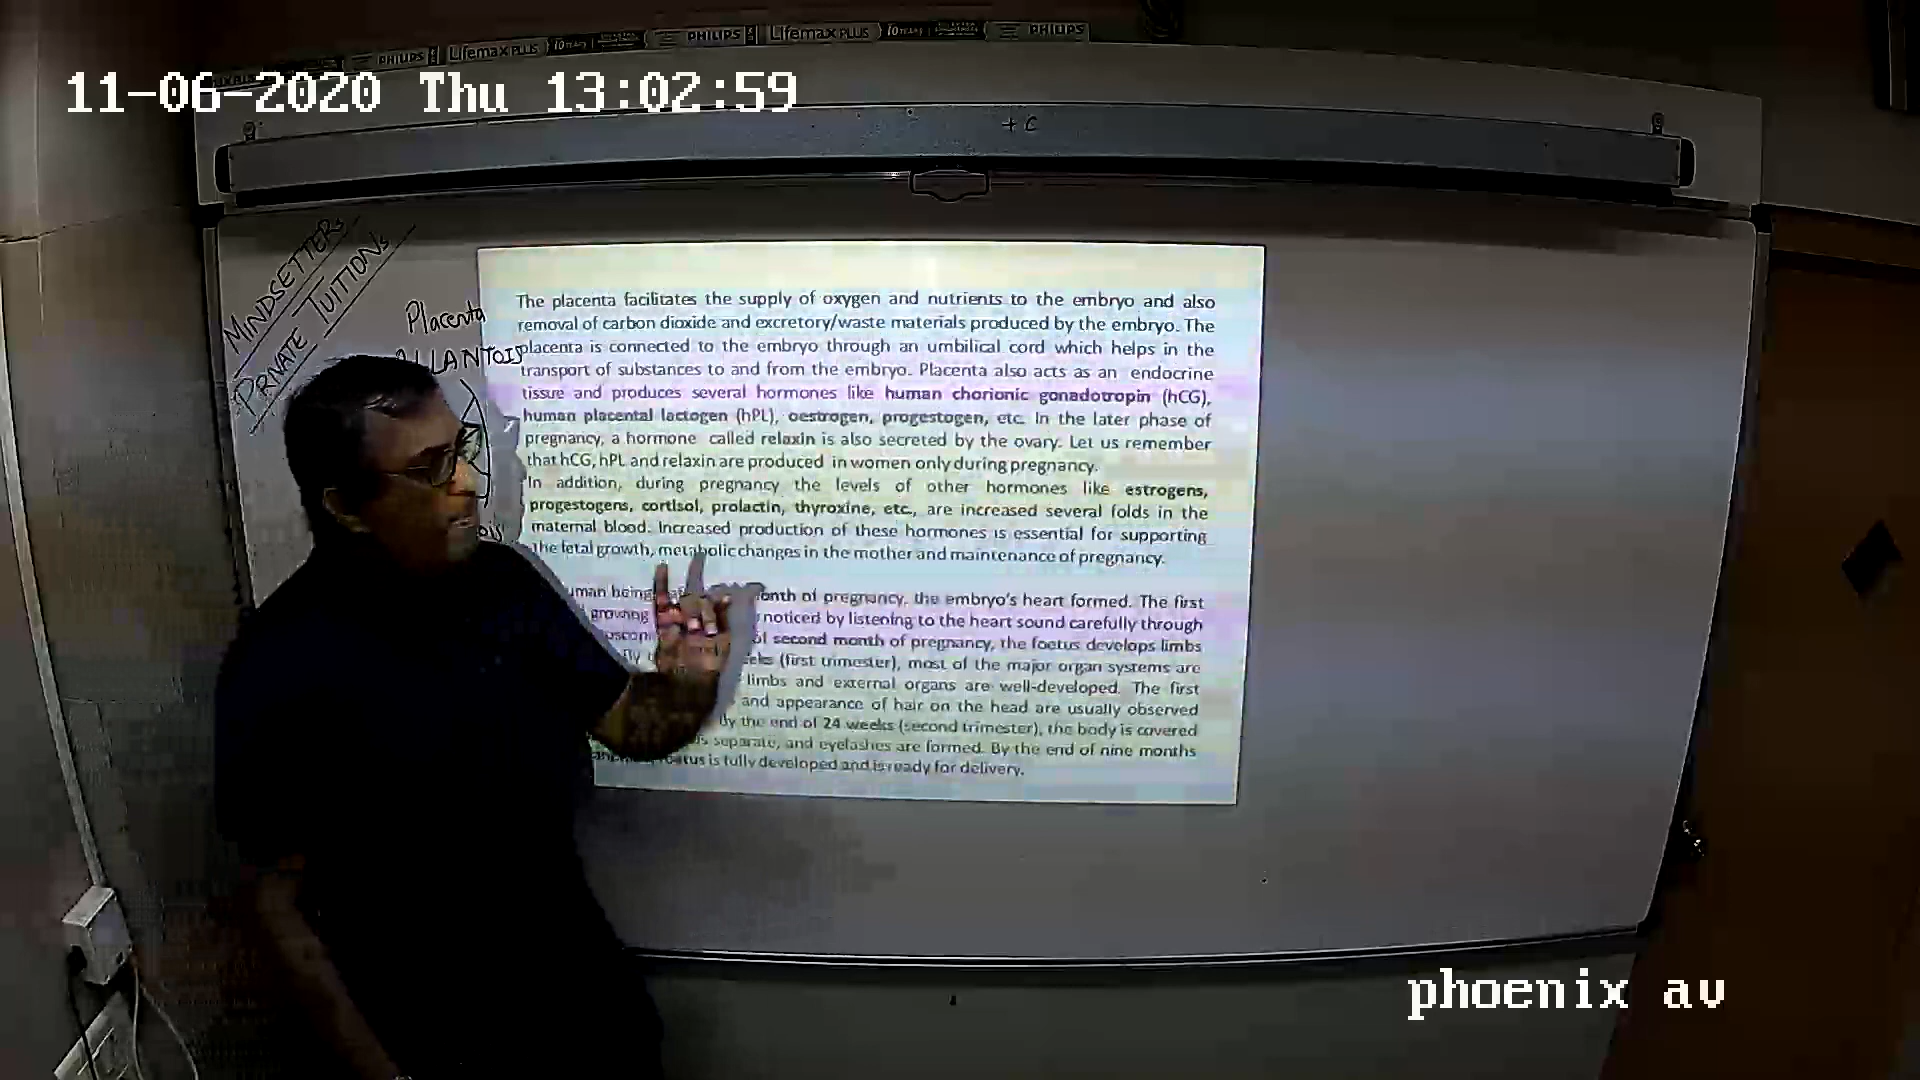 PHILIPS Lifemax PLUS 10 PHILIPS Lifemax PLUS 10 PHILIPS
11-06-2020 Thu 13:02:59
+ C
MINDSETTERS
PRIVATE TUITIONS
Placenta
ALLANTOIS
The placenta facilitates the supply of oxygen and nutrients to the embryo and also
removal of carbon dioxide and excretory/waste materials produced by the embryo. The
placenta is connected to the embryo through an umbilical cord which helps in the
transport of substances to and from the embryo. Placenta also acts as an endocrine
tissue and produces several hormones like human chorionic gonadotropin (hCG),
human placental lactogen (hPL), oestrogen, progestogen, etc. In the later phase of
pregnancy, a hormone called relaxin is also secreted by the ovary. Let us remember
that hCG, hPL and relaxin are produced in women only during pregnancy.
In addition, during pregnancy the levels of other hormones like estrogens,
progestogens, cortisol, prolactin, thyroxine, etc., are increased several folds in the
maternal blood. Increased production of these hormones is essential for supporting
the fetal growth, metabolic changes in the mother and maintenance of pregnancy.
uman being onth of pregnancy, the embryo's heart formed. The first
growing noticed by listening to the heart sound carefully through
second month of pregnancy, the foetus develops limbs
(first trimester), most of the major organ systems are
limbs and external organs are well-developed. The first
and appearance of hair on the head are usually observed
By the end of 24 weeks (second trimester), the body is covered
separate, and eyelashes are formed. By the end of nine months
is fully developed and is ready for delivery.
phoenix av